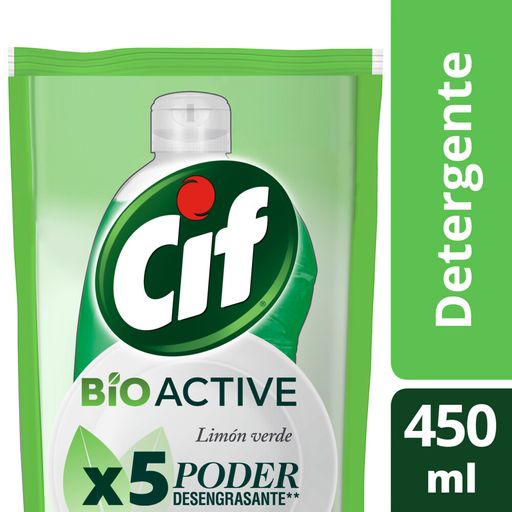 Cif
®
BIO ACTIVE
Limón verde
x5 PODER
DESENGRASANTE**
Detergente
450
ml